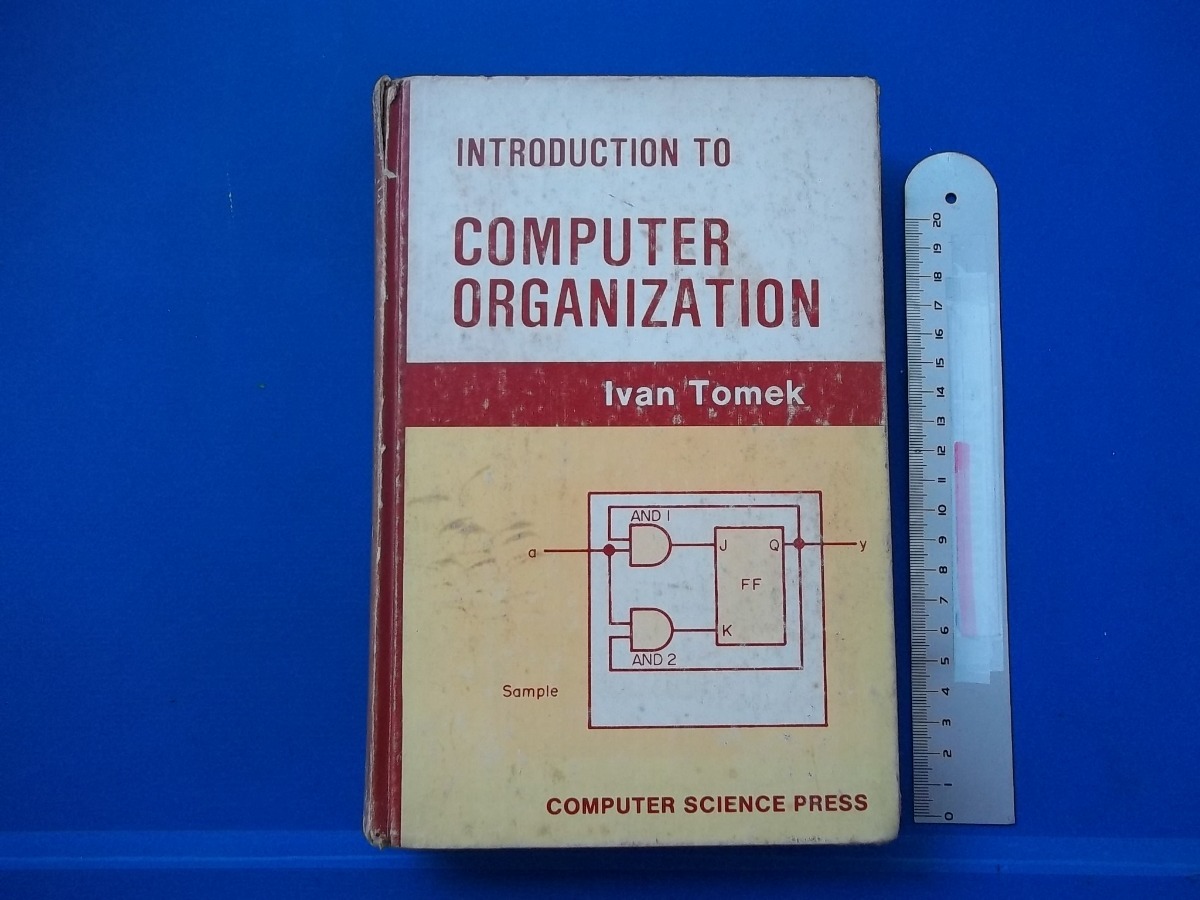 INTRODUCTION TO
COMPUTER
ORGANIZATION
Ivan Tomek
AND 1
a
J
Q
y
FF
K
AND 2
Sample
COMPUTER SCIENCE PRESS
20
19
18
17
16
15
14
13
12
11
10
9
8
7
6
5
4
3
2
1
0